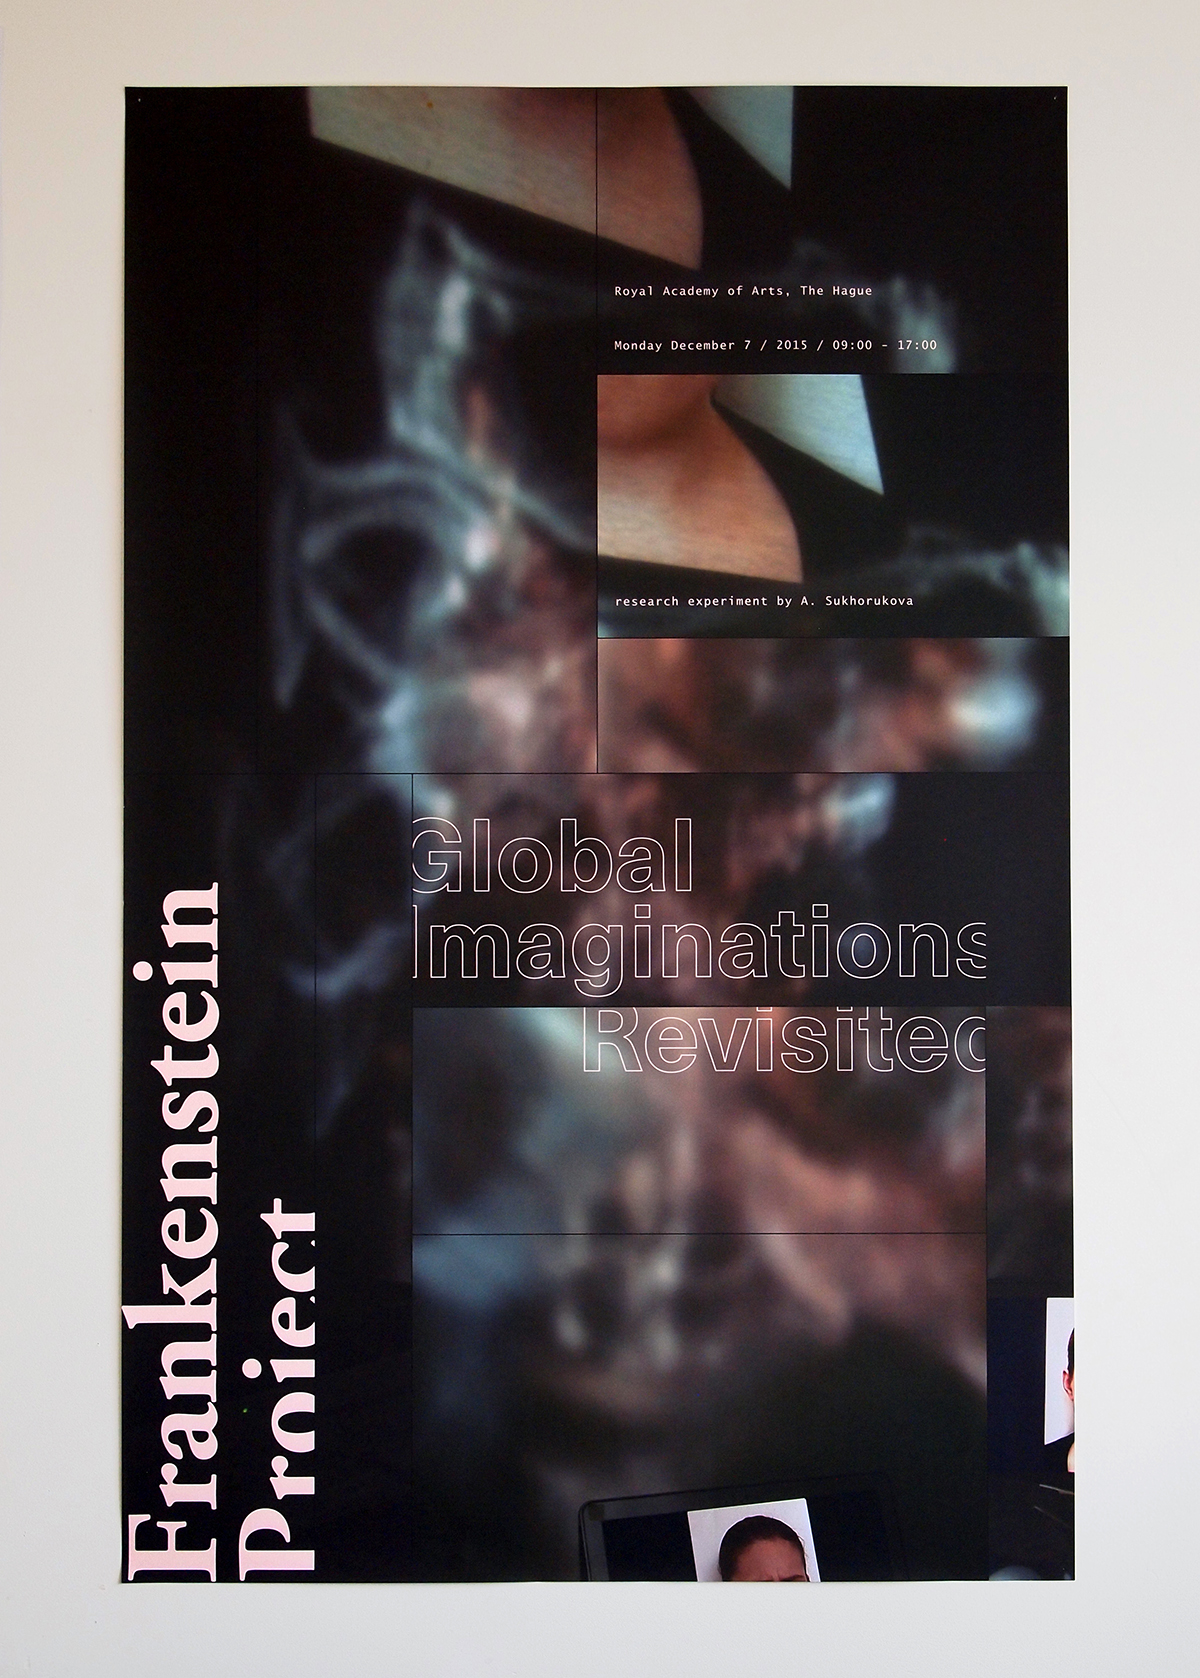 Royal Academy of Arts, The Hague
Monday December 7 / 2015 / 09:00 - 17:00
research experiment by A. Sukhorukova
Global
Imaginations
Revisited
Frankenstein
Project